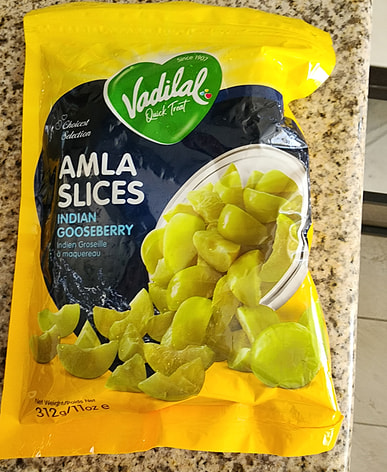 Since 1907
Vadilal
Quick Treat
Choicest
Selection
AMLA
SLICES
INDIAN
GOOSEBERRY
Indien Groseille
à maquereau
Net Weight/Poids Net
312g/11oz e